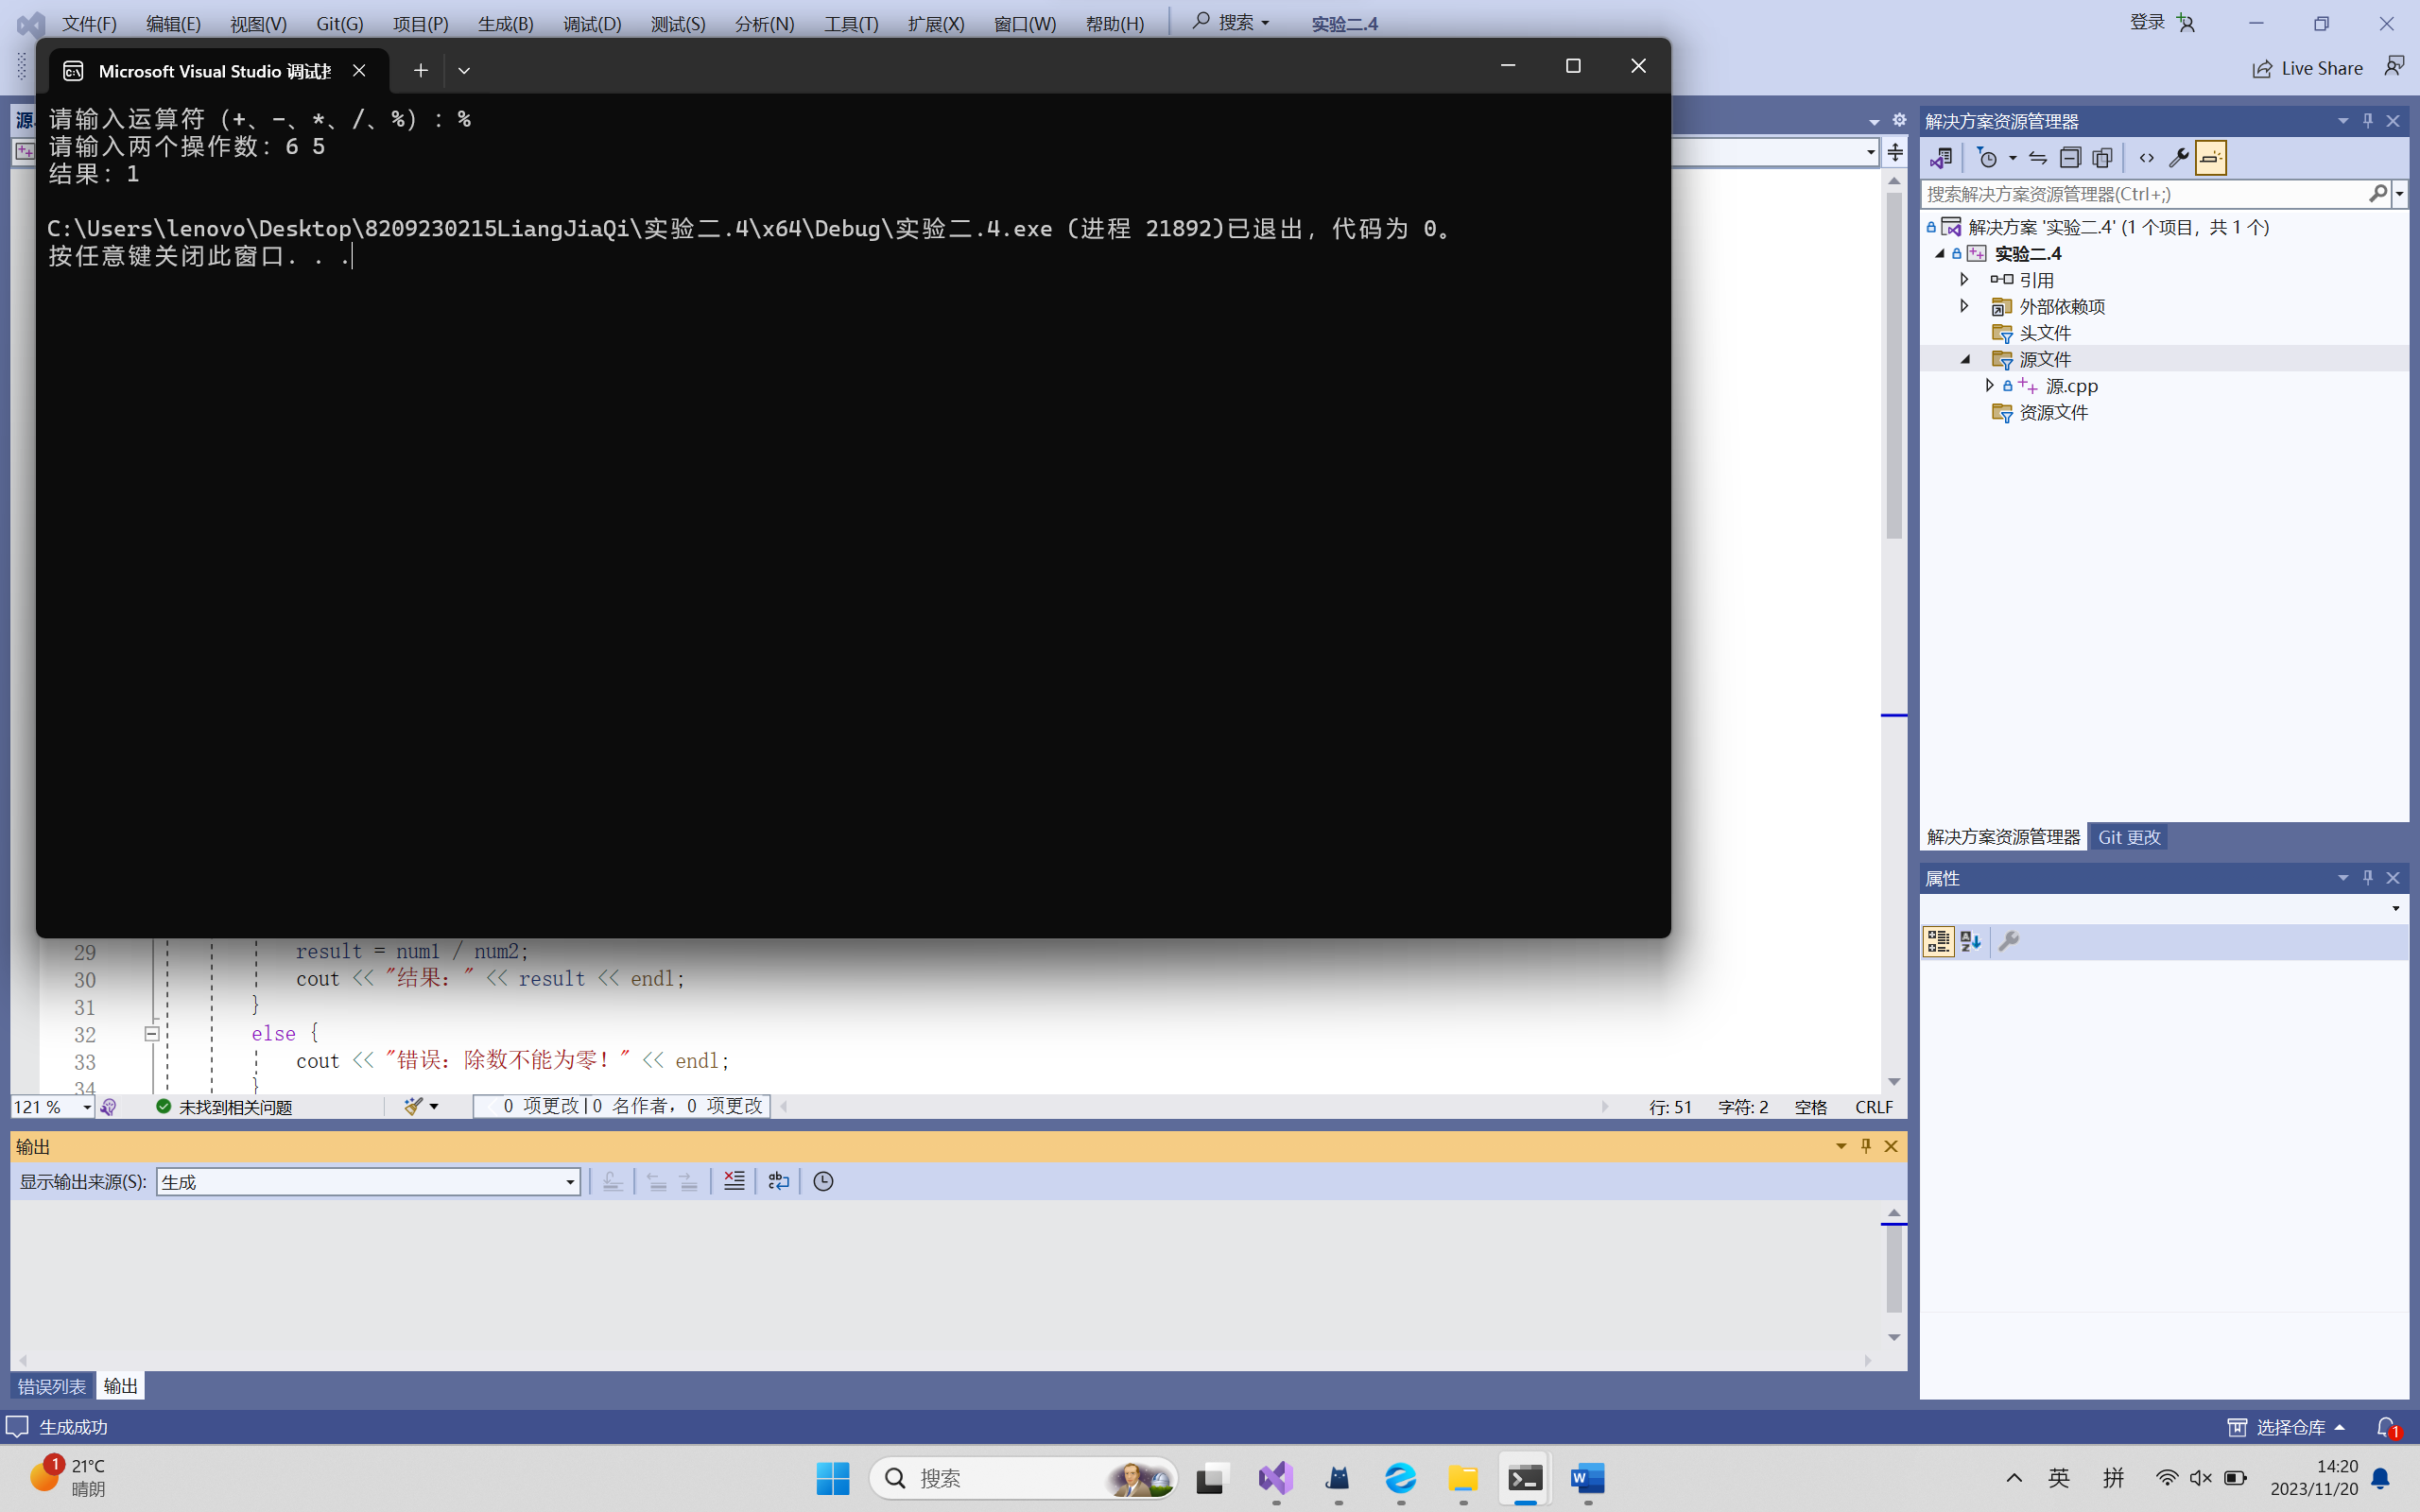 文件(F) 编辑(E) 视图(V) Git(G) 项目(P) 生成(B) 调试(D) 测试(S) 分析(N) 工具(T) 扩展(X) 窗口(W) 帮助(H) 搜索 实验二.4 登录
Live Share
Microsoft Visual Studio 调试
请输入运算符（+、-、*、/、%）：%
请输入两个操作数：6 5
结果：1
C:\Users\lenovo\Desktop\8209230215LiangJiaQi\实验二.4\x64\Debug\实验二.4.exe (进程 21892)已退出，代码为 0。
按任意键关闭此窗口. . .
源
解决方案资源管理器
搜索解决方案资源管理器(Ctrl+;)
解决方案 '实验二.4' (1 个项目，共 1 个)
实验二.4
引用
外部依赖项
头文件
源文件
源.cpp
资源文件
解决方案资源管理器 Git 更改
属性
29 result = num1 / num2;
30 cout << "结果：" << result << endl;
31 }
32 else {
33 cout << "错误：除数不能为零！" << endl;
34 }
121 % 未找到相关问题 0 项更改|0 名作者，0 项更改 行: 51 字符: 2 空格 CRLF
输出
显示输出来源(S): 生成
错误列表 输出
生成成功 选择仓库 1
1 21°C
晴朗
搜索
英 拼 14:20
2023/11/20